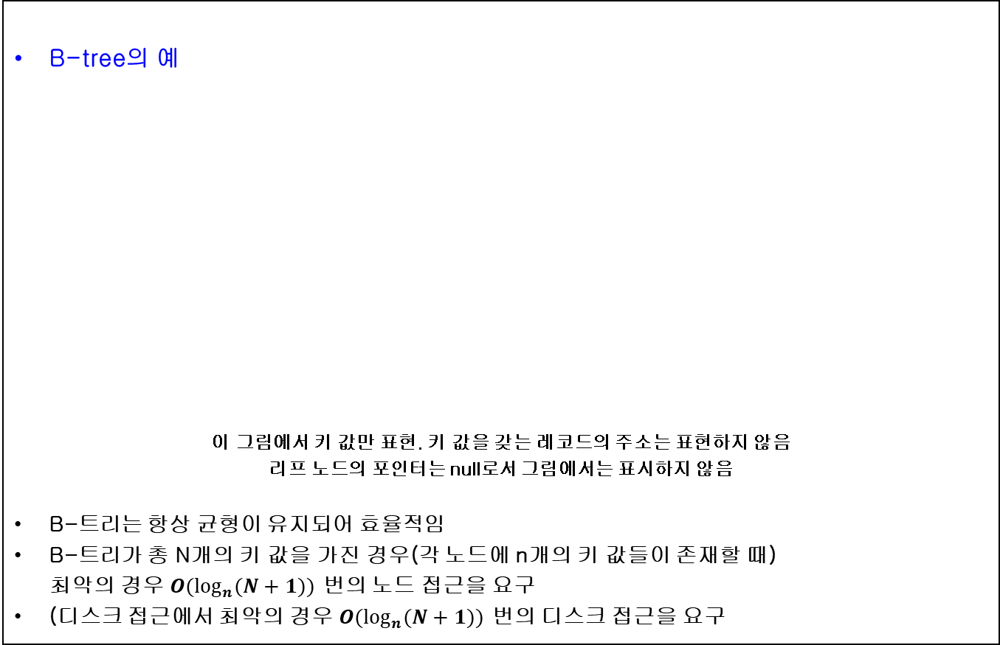 • B-tree의 예
이 그림에서 키 값만 표현. 키 값을 갖는 레코드의 주소는 표현하지 않음
리프 노드의 포인터는 null로서 그림에서는 표시하지 않음
• B-트리는 항상 균형이 유지되어 효율적임
• B-트리가 총 N개의 키 값을 가진 경우(각 노드에 n개의 키 값들이 존재할 때)
최악의 경우 O(logₙ(N + 1)) 번의 노드 접근을 요구
• (디스크 접근에서 최악의 경우 O(logₙ(N + 1)) 번의 디스크 접근을 요구